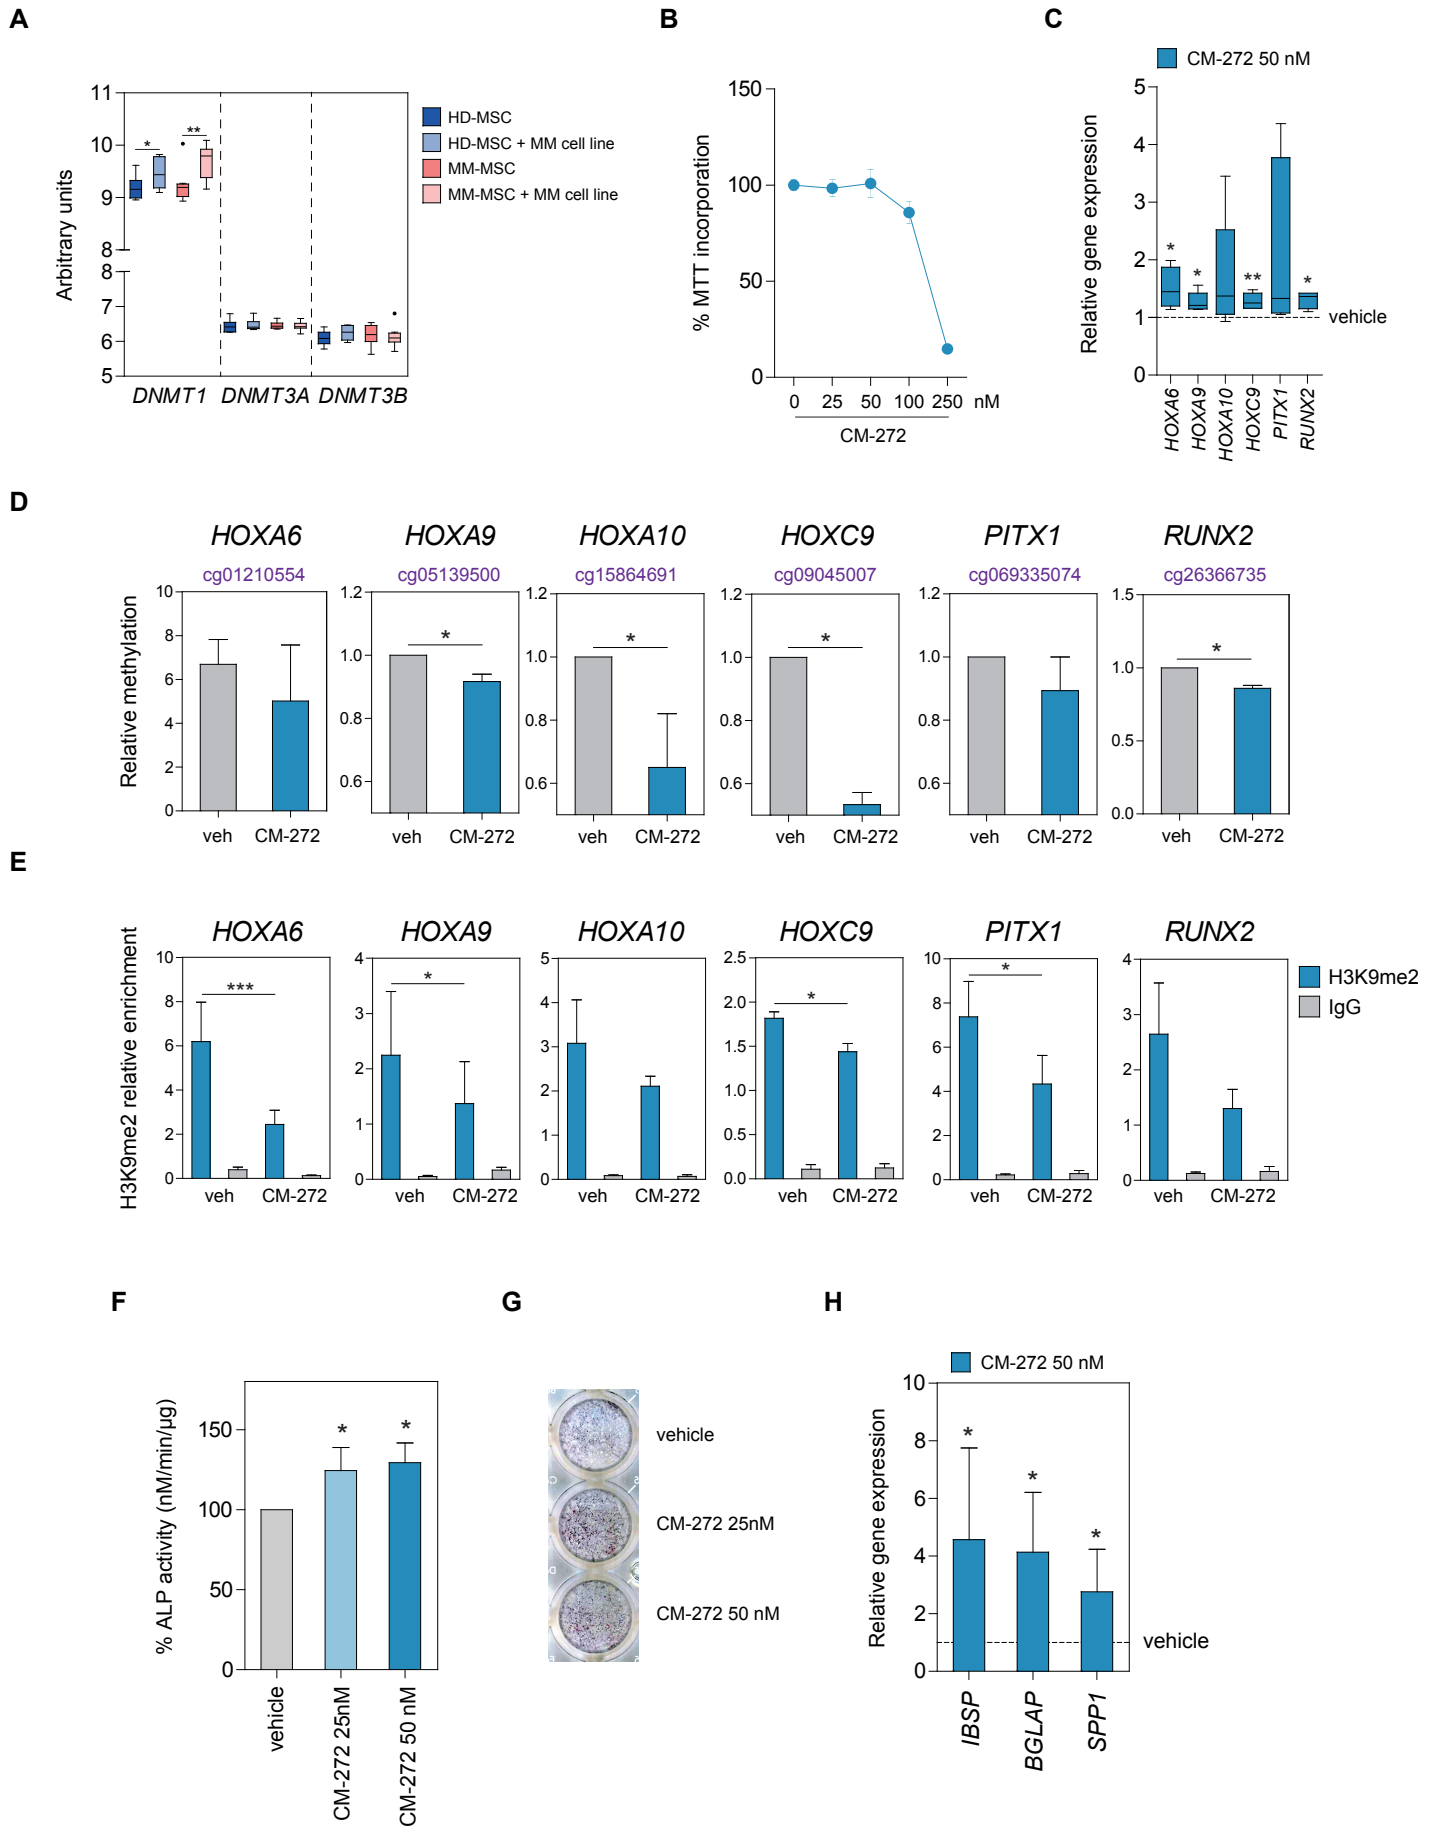 A
11
10
9
8
8
7
6
5
Arbitrary units
*
**
DNMT1
DNMT3A
DNMT3B
HD-MSC
HD-MSC + MM cell line
MM-MSC
MM-MSC + MM cell line
B
150
100
50
0
% MTT incorporation
0 25 50 100 250 nM
CM-272
C
CM-272 50 nM
5
4
3
2
1
0
Relative gene expression
* * ** *
vehicle
HOXA6
HOXA9
HOXA10
HOXC9
PITX1
RUNX2
D
Relative methylation
HOXA6
cg01210554
10
8
6
4
2
0
veh CM-272
HOXA9
cg05139500
1.2
1.0
0.8
0.6
*
veh CM-272
HOXA10
cg15864691
1.2
1.0
0.8
0.6
*
veh CM-272
HOXC9
cg09045007
1.2
1.0
0.8
0.6
*
veh CM-272
PITX1
cg069335074
1.2
1.0
0.8
0.6
veh CM-272
RUNX2
cg26366735
1.5
1.0
0.5
0.0
*
veh CM-272
E
H3K9me2 relative enrichment
HOXA6
10
8
6
4
2
0
***
veh CM-272
HOXA9
4
3
2
1
0
*
veh CM-272
HOXA10
5
4
3
2
1
0
veh CM-272
HOXC9
2.5
2.0
1.5
1.0
0.5
0.0
*
veh CM-272
PITX1
10
8
6
4
2
0
*
veh CM-272
RUNX2
4
3
2
1
0
veh CM-272
H3K9me2
IgG
F
% ALP activity (nM/min/µg)
150
100
50
0
* *
vehicle
CM-272 25nM
CM-272 50 nM
G
vehicle
CM-272 25nM
CM-272 50 nM
H
CM-272 50 nM
Relative gene expression
10
8
6
4
2
0
* * *
vehicle
IBSP
BGLAP
SPP1